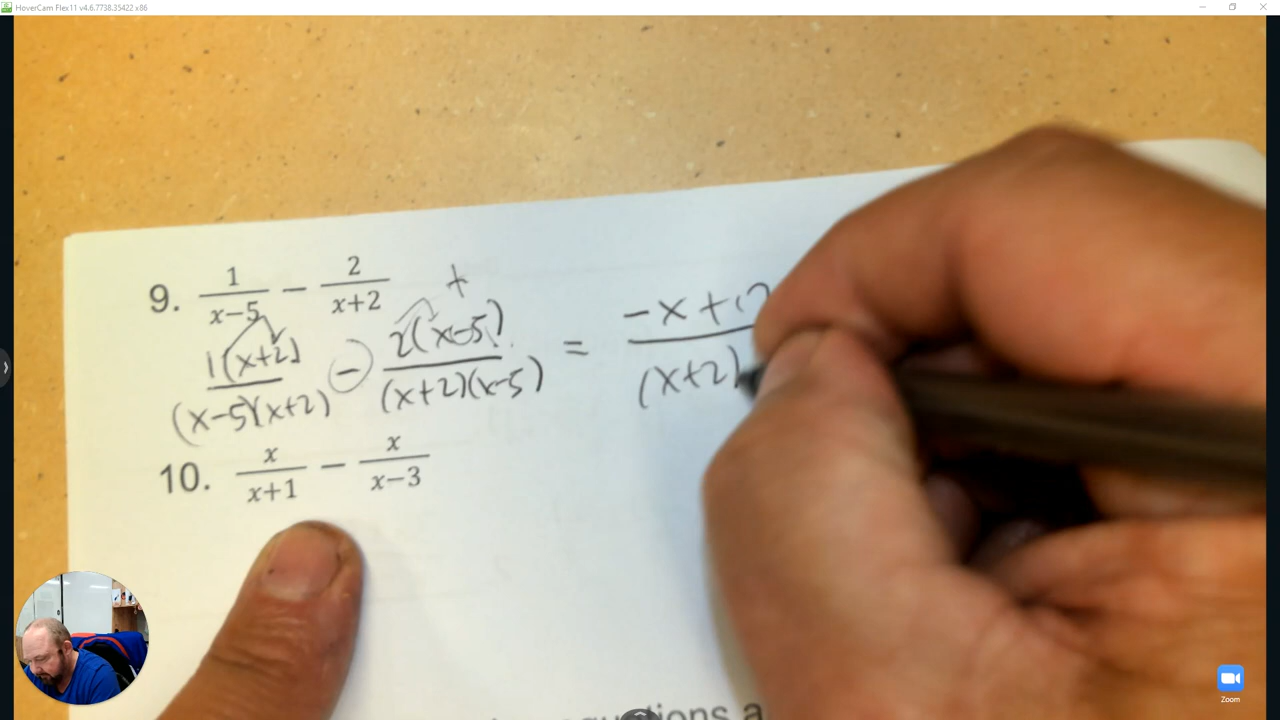 HoverCam Flex11 v4.6.7738.35422 x86
9. 1/(x−5) − 2/(x+2)
+
1(x+2)/(x-5)(x+2) − 2(x-5)/(x+2)(x-5) = -x+12/(x+2)
10. x/(x+1) − x/(x−3)
Zoom